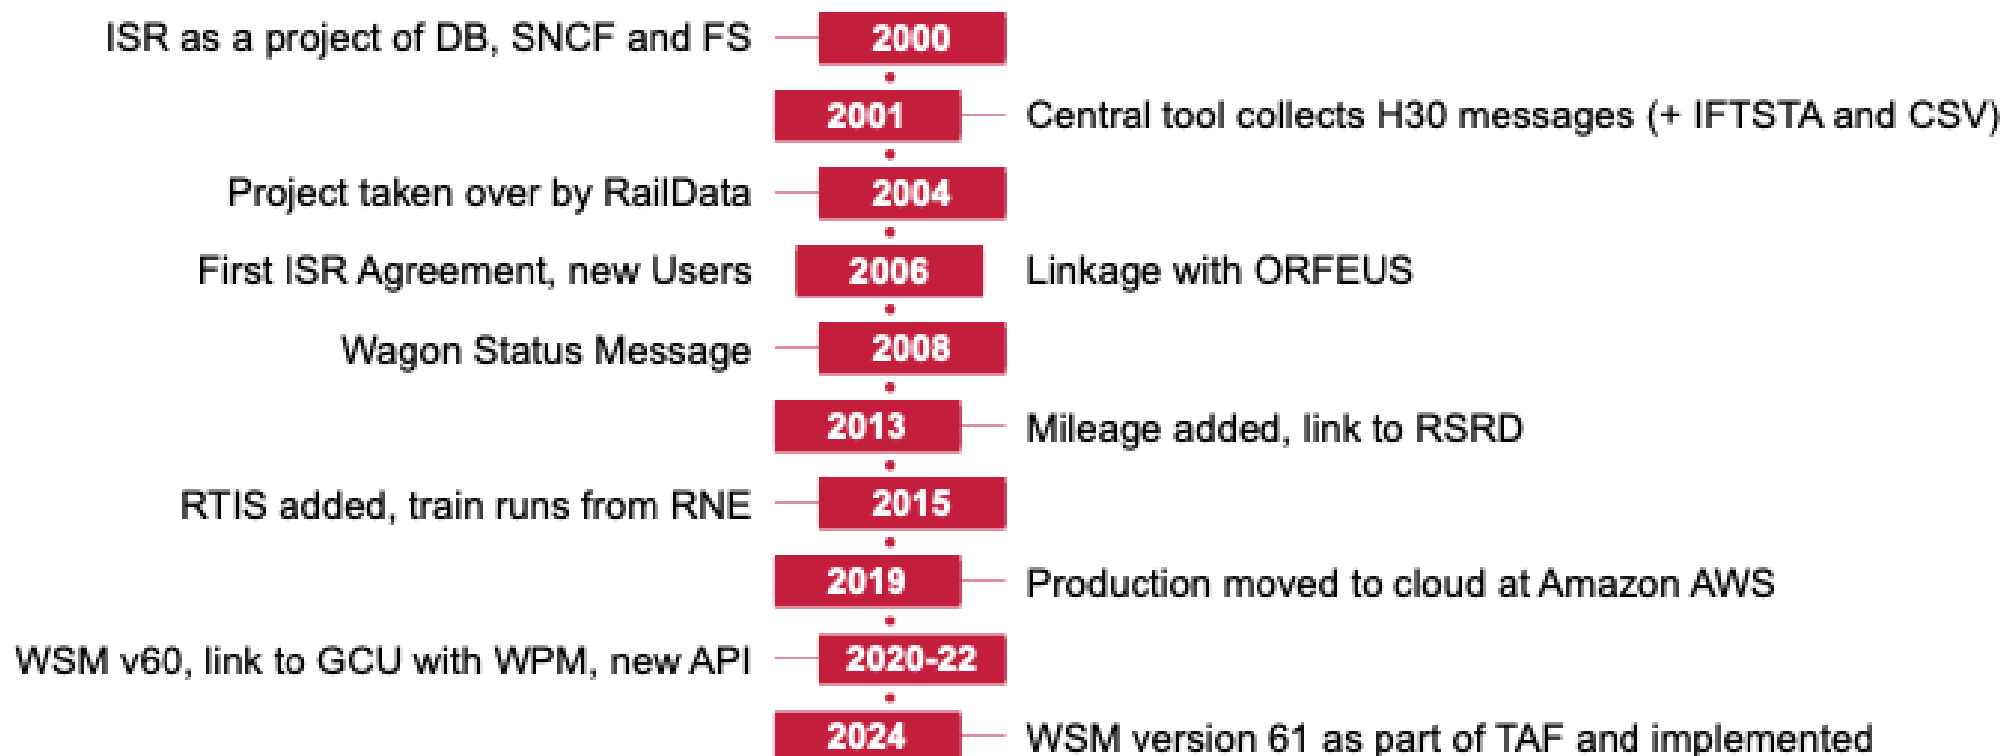 ISR as a project of DB, SNCF and FS 2000
2001 Central tool collects H30 messages (+ IFTSTA and CSV)
Project taken over by RailData 2004
First ISR Agreement, new Users 2006 Linkage with ORFEUS
Wagon Status Message 2008
2013 Mileage added, link to RSRD
RTIS added, train runs from RNE 2015
2019 Production moved to cloud at Amazon AWS
WSM v60, link to GCU with WPM, new API 2020-22
2024 WSM version 61 as part of TAF and implemented